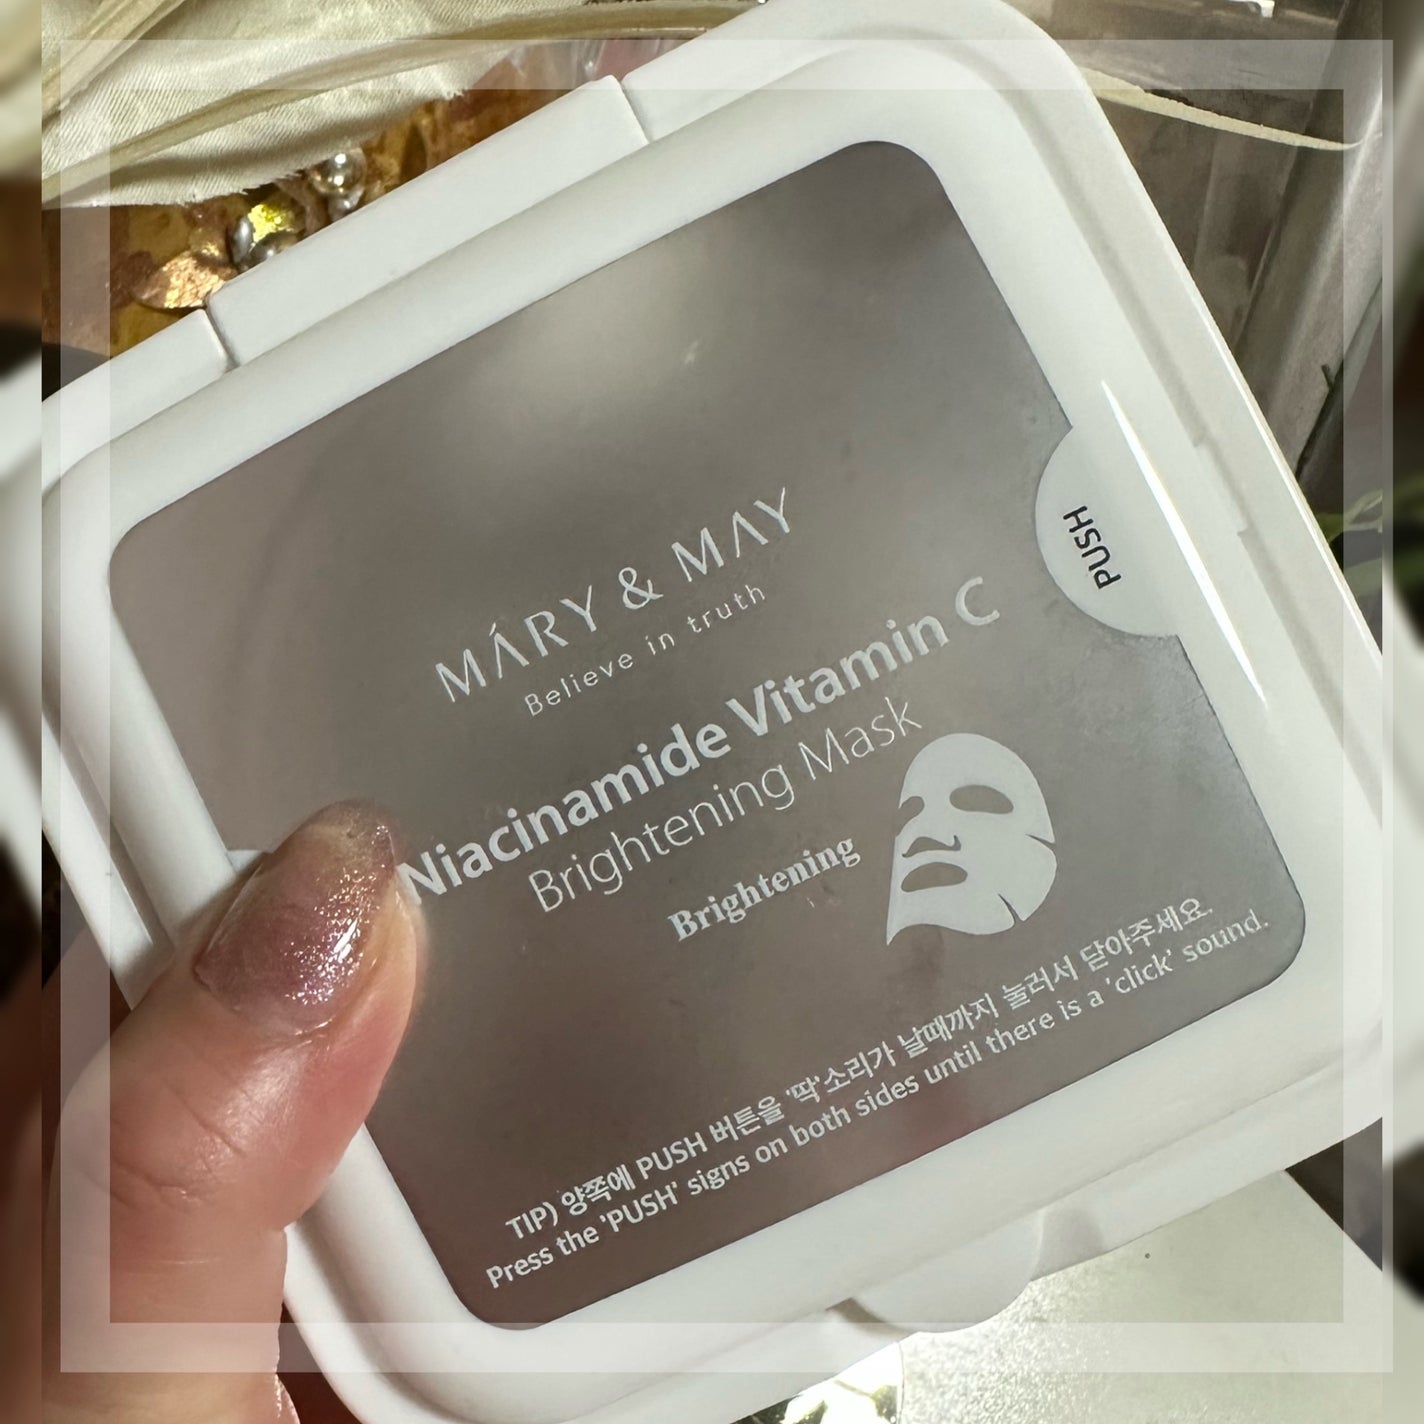 MÁRY & MAY
Believe in truth
PUSH
Niacinamide Vitamin C
Brightening Mask
Brightening
TIP) 양쪽에 PUSH 버튼을 '딱'소리가 날때까지 눌러서 닫아주세요.
Press the 'PUSH' signs on both sides until there is a 'click' sound.